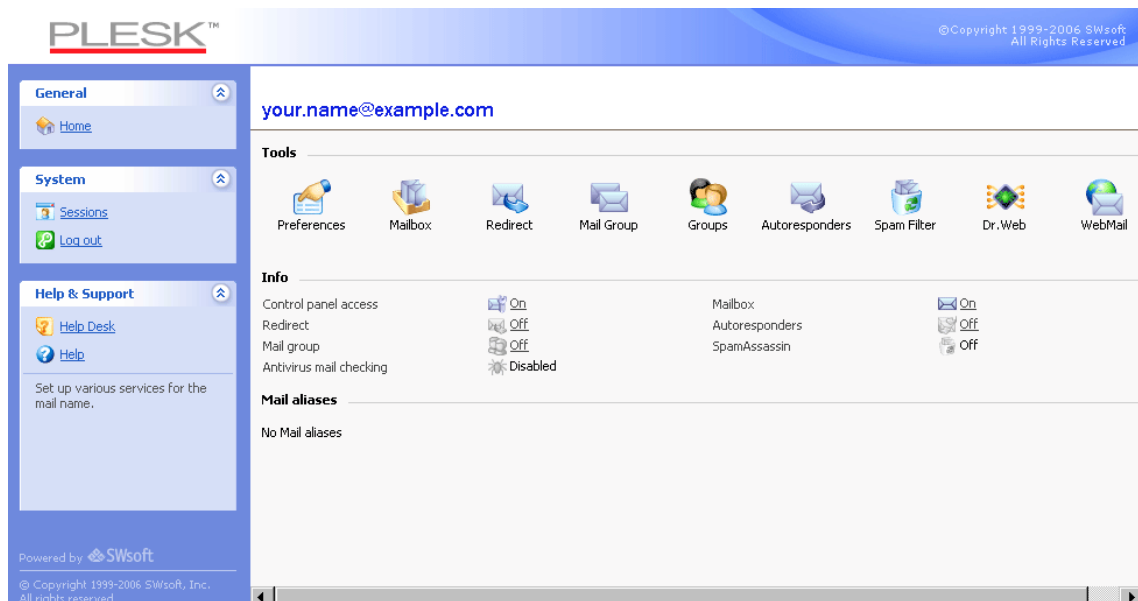 PLESK™
©Copyright 1999-2006 SWsoft
All Rights Reserved
General
Home
System
Sessions
Log out
Help & Support
Help Desk
Help
Set up various services for the
mail name.
Powered by SWsoft
© Copyright 1999-2006 SWsoft, Inc.
All rights reserved
your.name@example.com
Tools
Preferences Mailbox Redirect Mail Group Groups Autoresponders Spam Filter Dr.Web WebMail
Info
Control panel access On Mailbox On
Redirect Off Autoresponders Off
Mail group Off SpamAssassin Off
Antivirus mail checking Disabled
Mail aliases
No Mail aliases